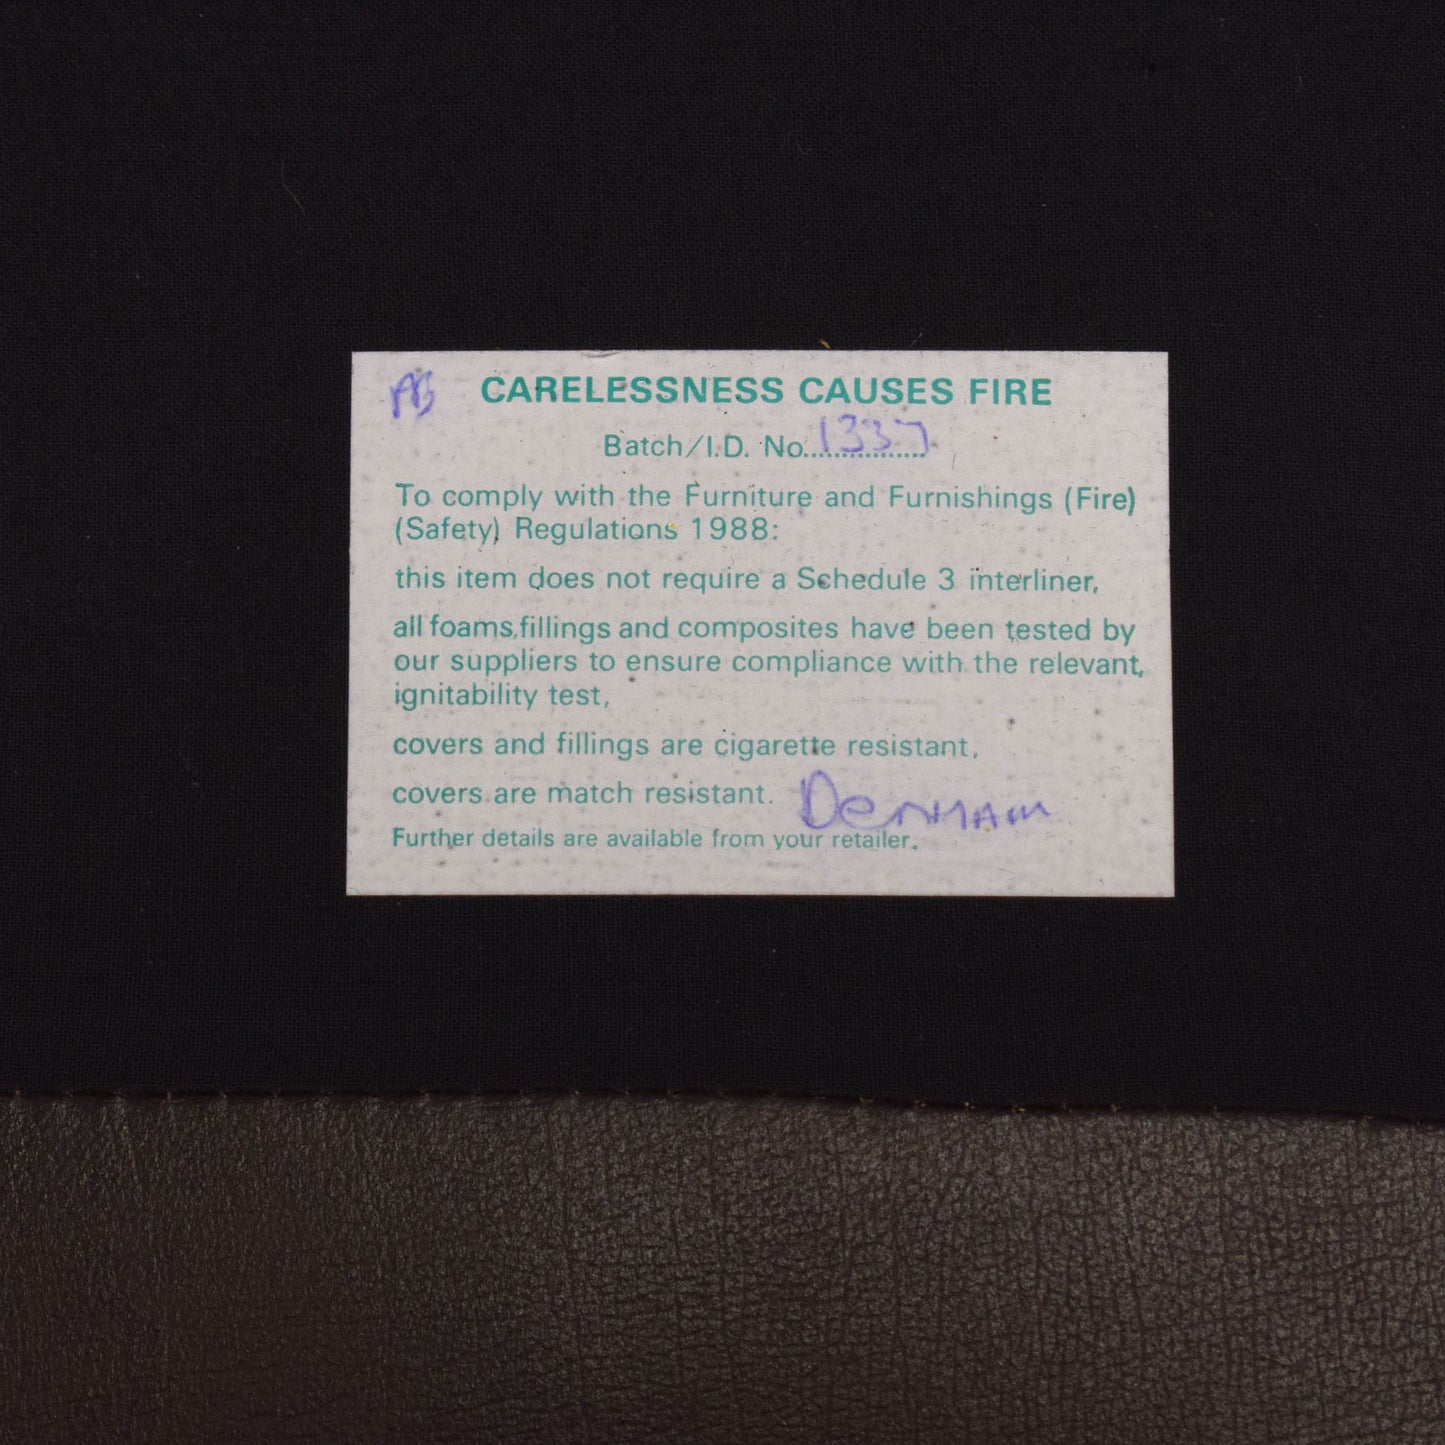 AB CARELESSNESS CAUSES FIRE
Batch/I.D. No.1337
To comply with the Furniture and Furnishings (Fire)
(Safety) Regulations 1988:
this item does not require a Schedule 3 interliner,
all foams,fillings and composites have been tested by
our suppliers to ensure compliance with the relevant,
ignitability test,
covers and fillings are cigarette resistant,
covers are match resistant.
Further details are available from your retailer.